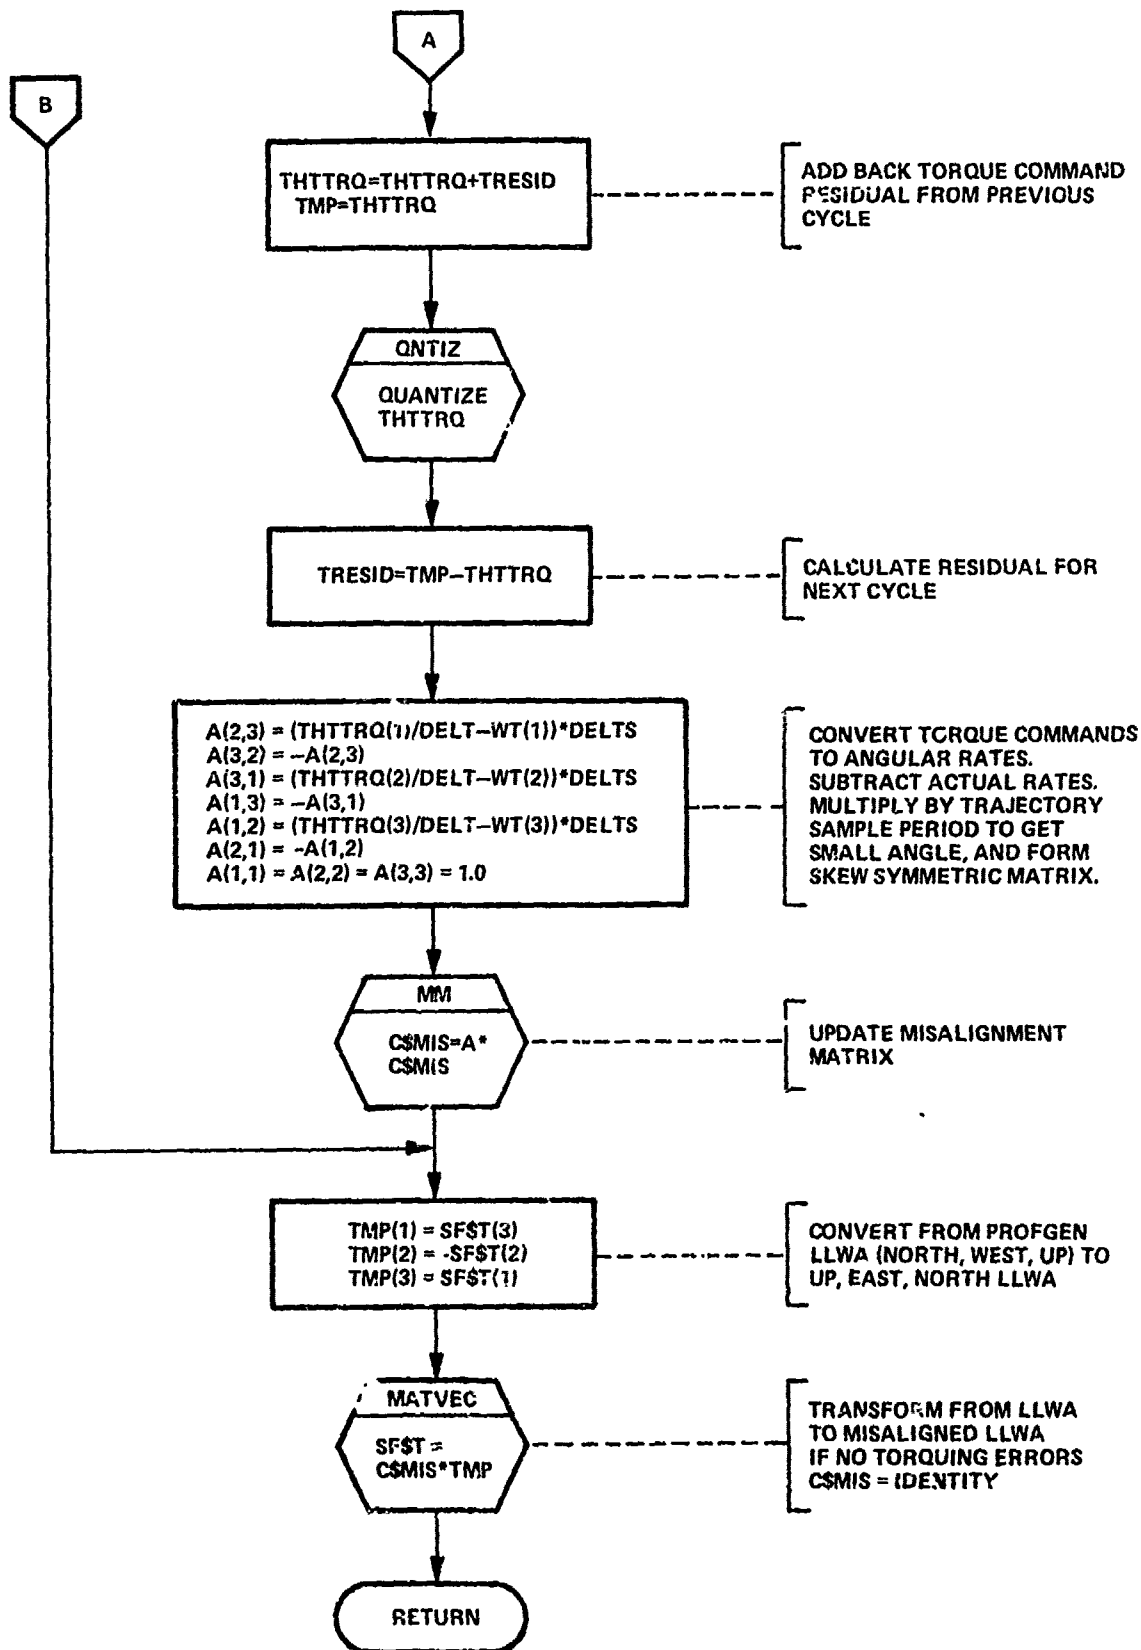 A
B
THTTRQ=THTTRQ+TRESID
TMP=THTTRQ
ADD BACK TORQUE COMMAND
RESIDUAL FROM PREVIOUS
CYCLE
QNTIZ
QUANTIZE
THTTRQ
TRESID=TMP–THTTRQ
CALCULATE RESIDUAL FOR
NEXT CYCLE
A(2,3) = (THTTRQ(1)/DELT–WT(1))*DELTS
A(3,2) = –A(2,3)
A(3,1) = (THTTRQ(2)/DELT–WT(2))*DELTS
A(1,3) = –A(3,1)
A(1,2) = (THTTRQ(3)/DELT–WT(3))*DELTS
A(2,1) = -A(1,2)
A(1,1) = A(2,2) = A(3,3) = 1.0
CONVERT TORQUE COMMANDS
TO ANGULAR RATES.
SUBTRACT ACTUAL RATES.
MULTIPLY BY TRAJECTORY
SAMPLE PERIOD TO GET
SMALL ANGLE, AND FORM
SKEW SYMMETRIC MATRIX.
MM
C$MIS=A*
C$MIS
UPDATE MISALIGNMENT
MATRIX
TMP(1) = SF$T(3)
TMP(2) = -SF$T(2)
TMP(3) = SF$T(1)
CONVERT FROM PROFGEN
LLWA (NORTH, WEST, UP) TO
UP, EAST, NORTH LLWA
MATVEC
SF$T =
C$MIS*TMP
TRANSFORM FROM LLWA
TO MISALIGNED LLWA
IF NO TORQUING ERRORS
C$MIS = IDENTITY
RETURN